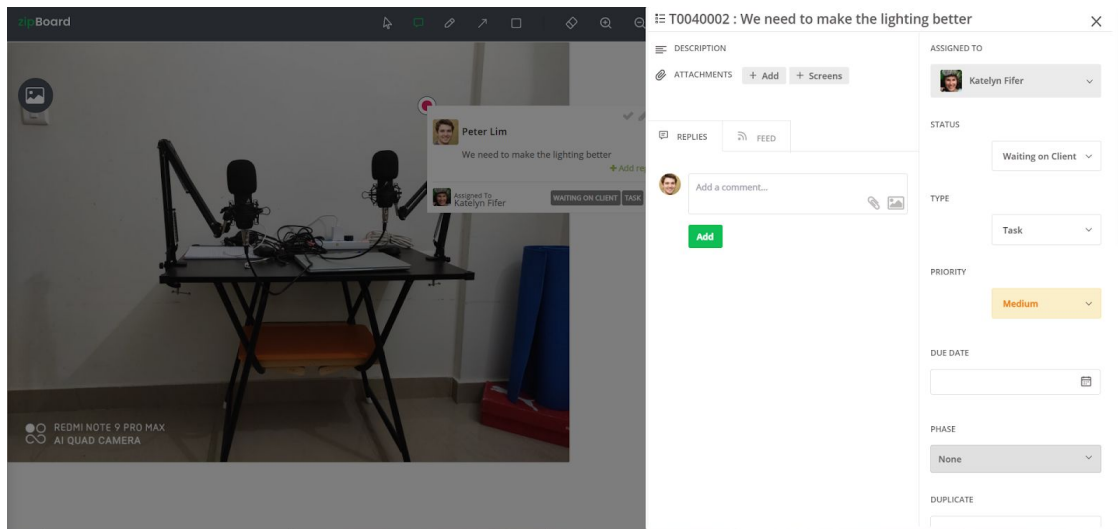 zipBoard
T0040002 : We need to make the lighting better
DESCRIPTION
ATTACHMENTS
+ Add
+ Screens
REPLIES
FEED
Add a comment...
Add
ASSIGNED TO
Katelyn Fifer
STATUS
Waiting on Client
TYPE
Task
PRIORITY
Medium
DUE DATE
PHASE
None
DUPLICATE
Peter Lim
We need to make the lighting better
+ Add rep
Assigned To
Katelyn Fifer
WAITING ON CLIENT
TASK
REDMI NOTE 9 PRO MAX
AI QUAD CAMERA